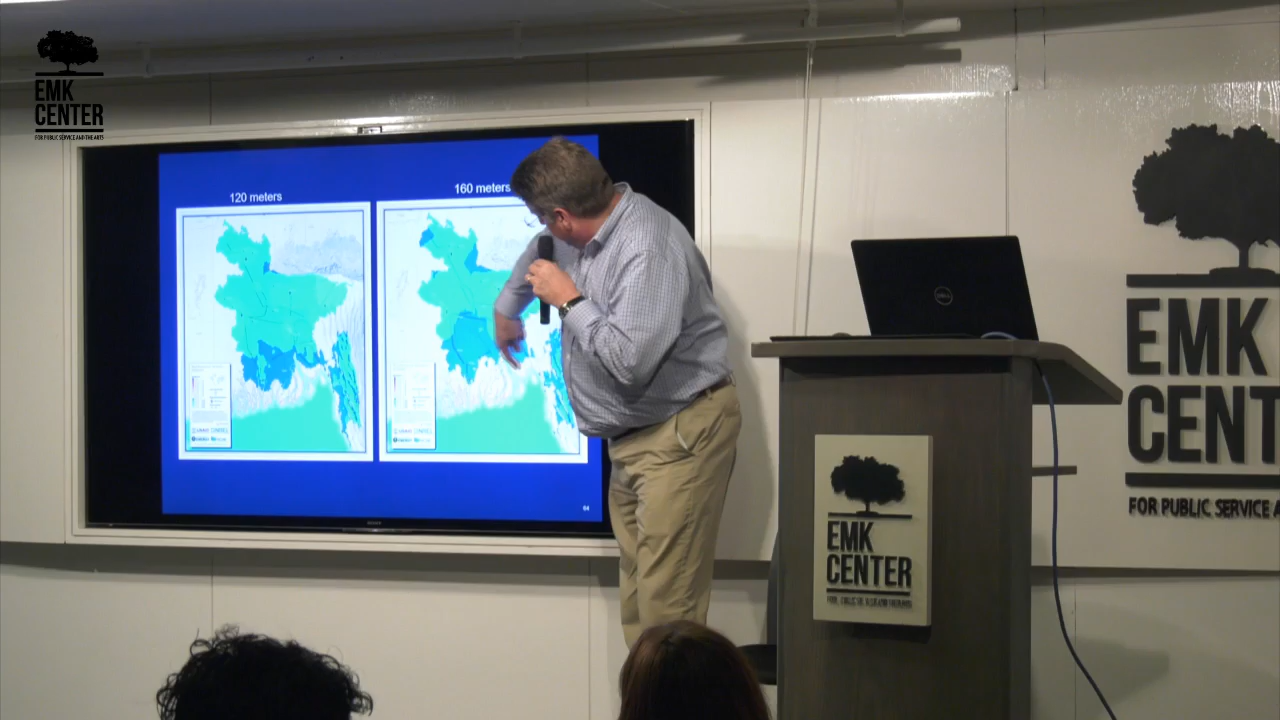 EMK
CENTER
FOR PUBLIC SERVICE AND THE ARTS
120 meters
160 meters
64
DELL
EMK
CENTER
EMK
CENT
FOR PUBLIC SERVICE A